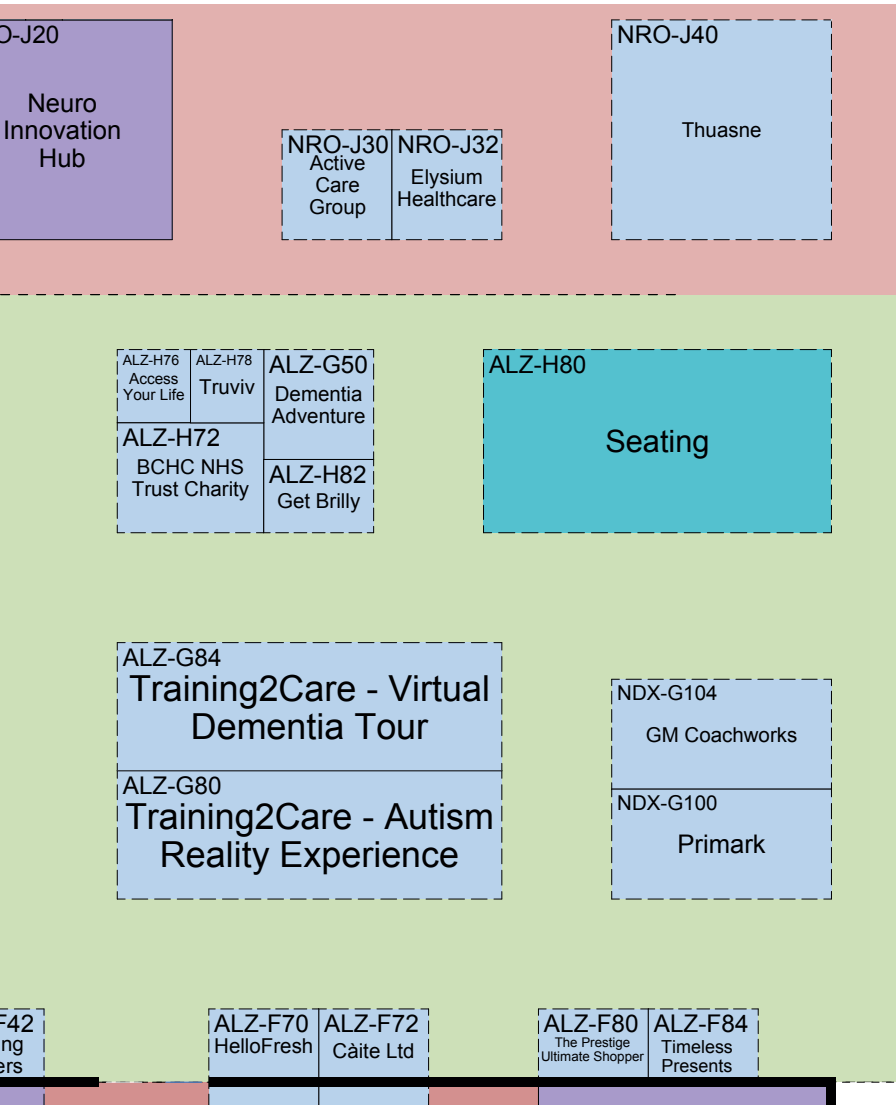 O-J20
Neuro
Innovation
Hub
NRO-J30
Active
Care
Group
NRO-J32
Elysium
Healthcare
NRO-J40
Thuasne
ALZ-H76
Access
Your Life
ALZ-H78
Truviv
ALZ-G50
Dementia
Adventure
ALZ-H72
BCHC NHS
Trust Charity
ALZ-H82
Get Brilly
ALZ-H80
Seating
ALZ-G84
Training2Care - Virtual
Dementia Tour
ALZ-G80
Training2Care - Autism
Reality Experience
NDX-G104
GM Coachworks
NDX-G100
Primark
F42
ng
ers
ALZ-F70
HelloFresh
ALZ-F72
Càite Ltd
ALZ-F80
The Prestige
Ultimate Shopper
ALZ-F84
Timeless
Presents